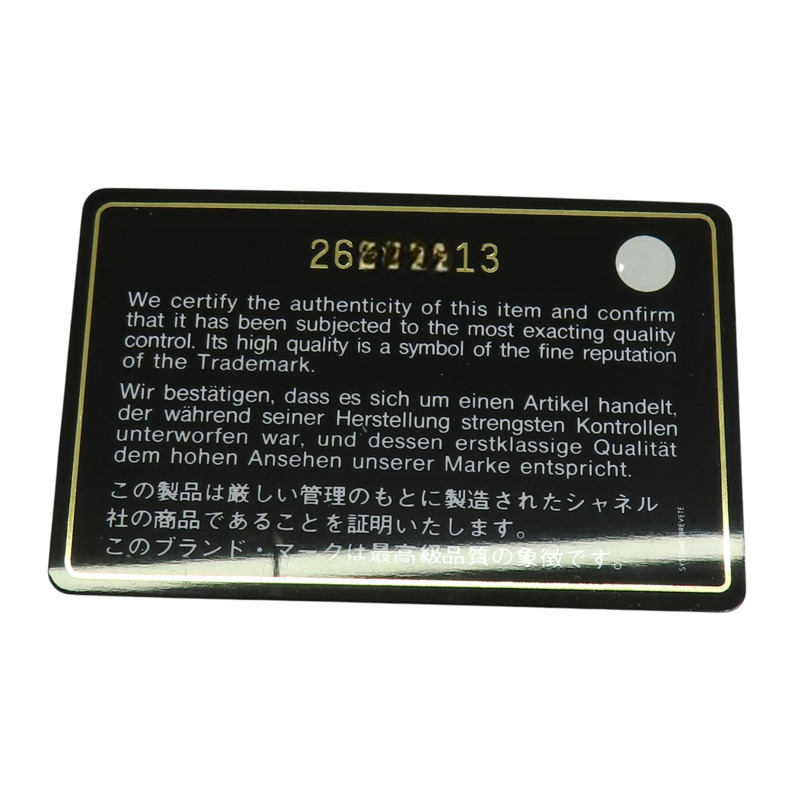 26 13
We certify the authenticity of this item and confirm
that it has been subjected to the most exacting quality
control. Its high quality is a symbol of the fine reputation
of the Trademark.
Wir bestätigen, dass es sich um einen Artikel handelt,
der während seiner Herstellung strengsten Kontrollen
unterworfen war, und dessen erstklassige Qualität
dem hohen Ansehen unserer Marke entspricht.
この製品は厳しい管理のもとに製造されたシャネル
社の商品であることを証明いたします。
このブランド・マークは最高級品質の象徴です。